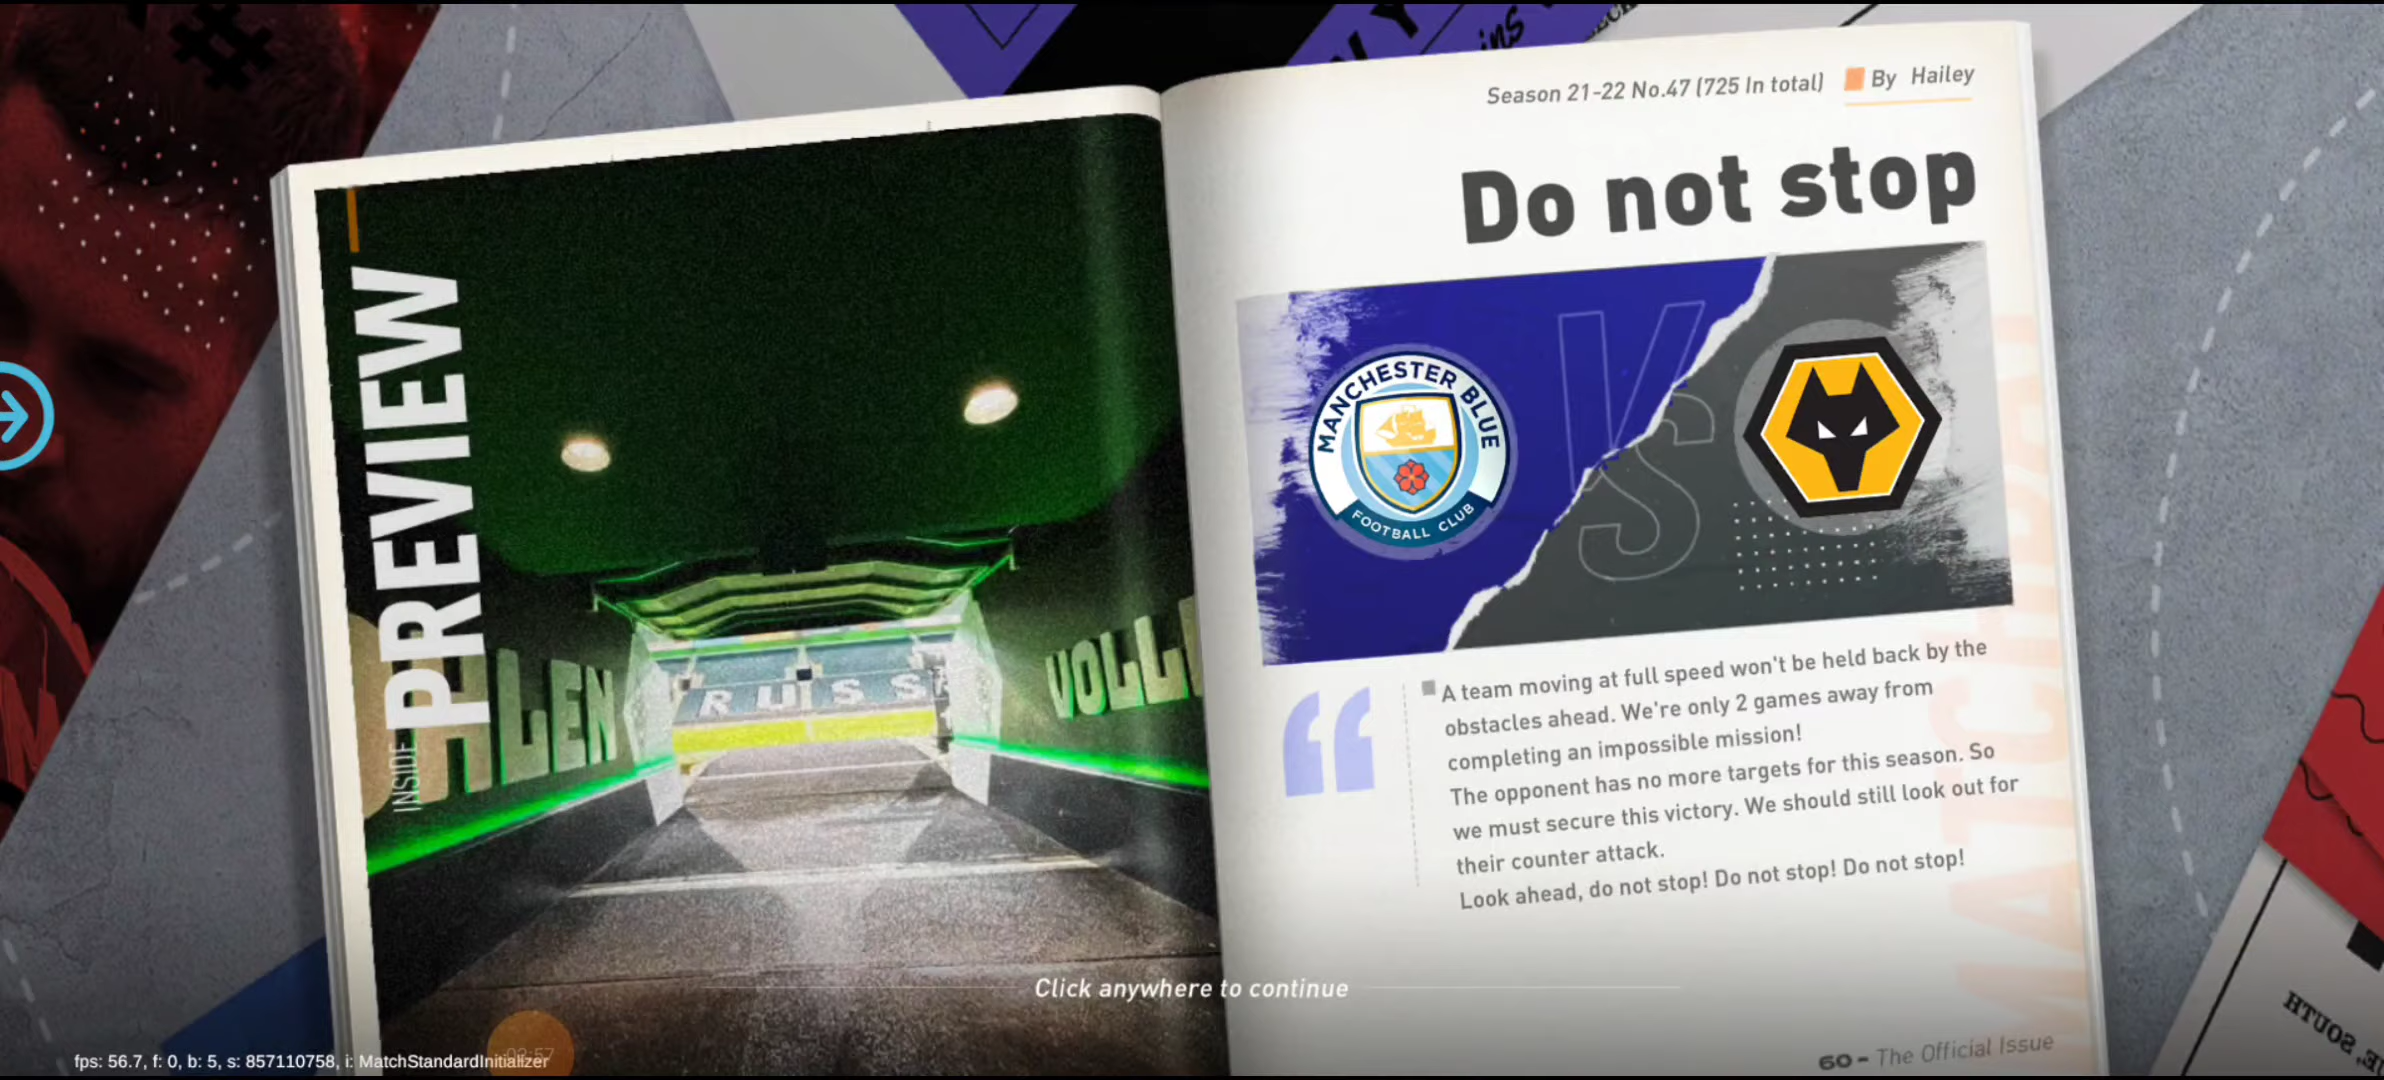 INSIDE PREVIEW
RUSS
Season 21-22 No.47 (725 In total)
By Hailey
Do not stop
VS
MANCHESTER BLUE
FOOTBALL CLUB
A team moving at full speed won't be held back by the
obstacles ahead. We're only 2 games away from
completing an impossible mission!
The opponent has no more targets for this season. So
we must secure this victory. We should still look out for
their counter attack.
Look ahead, do not stop! Do not stop! Do not stop!
Click anywhere to continue
60 - The Official Issue
fps: 56.7, f: 0, b: 5, s: 857110758, i: MatchStandardInitializer